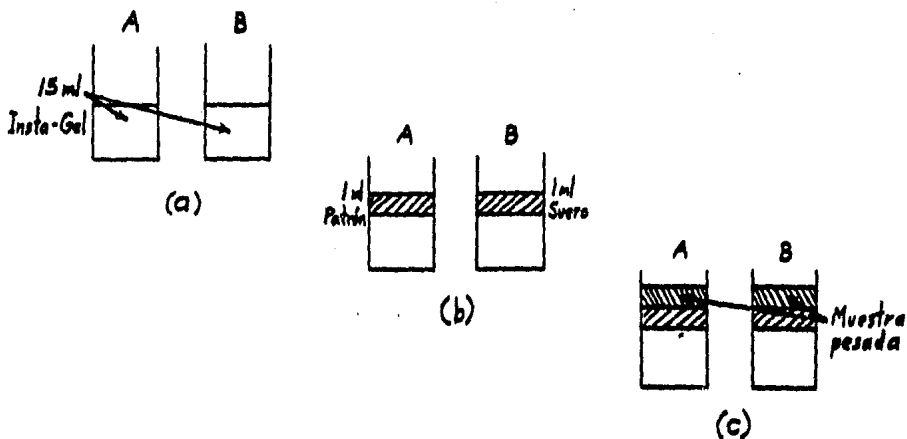 A B
15 ml
Insta-Gel
(a)
A B
1 ml
Patrón
1 ml
Suero
(b)
A B
Muestra
pesada
(c)